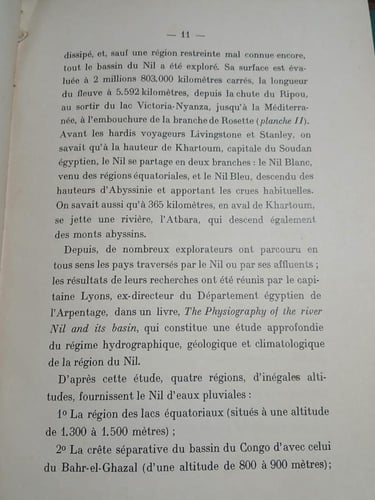 — 11 —
dissipé, et, sauf une région restreinte mal connue encore,
tout le bassin du Nil a été exploré. Sa surface est éva-
luée à 2 millions 803.000 kilomètres carrés, la longueur
du fleuve à 5.592 kilomètres, depuis la chute du Ripou,
au sortir du lac Victoria-Nyanza, jusqu'à la Méditerra-
née, à l'embouchure de la branche de Rosette (planche II).
Avant les hardis voyageurs Livingstone et Stanley, on
savait qu'à la hauteur de Khartoum, capitale du Soudan
égyptien, le Nil se partage en deux branches : le Nil Blanc,
venu des régions équatoriales, et le Nil Bleu, descendu des
hauteurs d'Abyssinie et apportant les crues habituelles.
On savait aussi qu'à 365 kilomètres, en aval de Khartoum,
se jette une rivière, l'Atbara, qui descend également
des monts abyssins.
Depuis, de nombreux explorateurs ont parcouru en
tous sens les pays traversés par le Nil ou par ses affluents ;
les résultats de leurs recherches ont été réunis par le capi-
taine Lyons, ex-directeur du Département égyptien de
l'Arpentage, dans un livre, The Physiography of the river
Nil and its basin, qui constitue une étude approfondie
du régime hydrographique, géologique et climatologique
de la région du Nil.
D'après cette étude, quatre régions, d'inégales alti-
tudes, fournissent le Nil d'eaux pluviales :
1º La région des lacs équatoriaux (situés à une altitude
de 1.300 à 1.500 mètres) ;
2º La crête séparative du bassin du Congo d'avec celui
du Bahr-el-Ghazal (d'une altitude de 800 à 900 mètres);